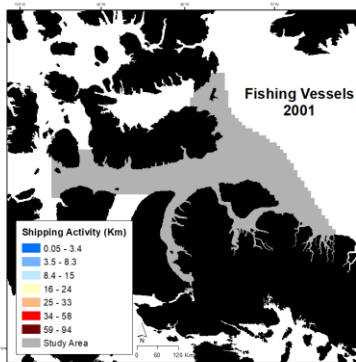 Fishing Vessels
2001
Shipping Activity (Km)
0.05 - 3.4
3.5 - 8.3
8.4 - 15
16 - 24
25 - 33
34 - 58
59 - 94
Study Area
N
0 60 120 Km